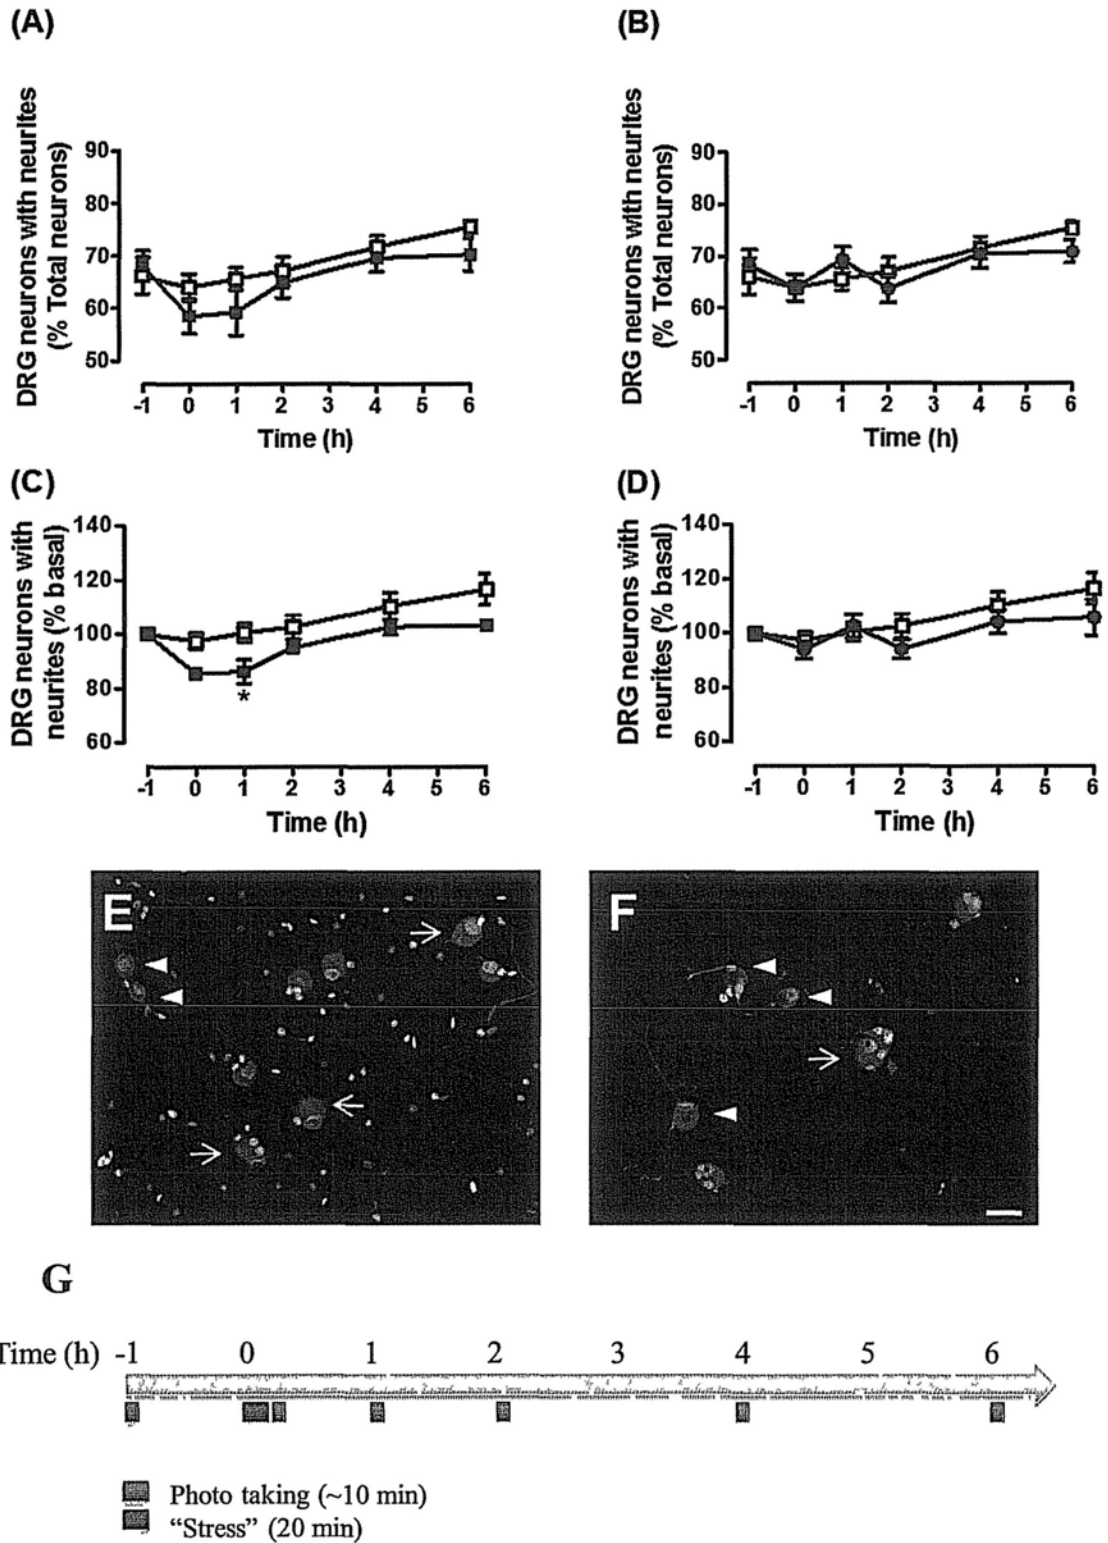 (A)
(B)
DRG neurons with neurites
(% Total neurons)
90
80
70
60
50
-1 0 1 2 3 4 5 6
Time (h)
DRG neurons with neurites
(% Total neurons)
90
80
70
60
50
-1 0 1 2 3 4 5 6
Time (h)
(C)
(D)
DRG neurons with
neurites (% basal)
140
120
100
80
60
*
-1 0 1 2 3 4 5 6
Time (h)
DRG neurons with
neurites (% basal)
140
120
100
80
60
-1 0 1 2 3 4 5 6
Time (h)
E
F
G
Time (h) -1 0 1 2 3 4 5 6
Photo taking (~10 min)
“Stress” (20 min)